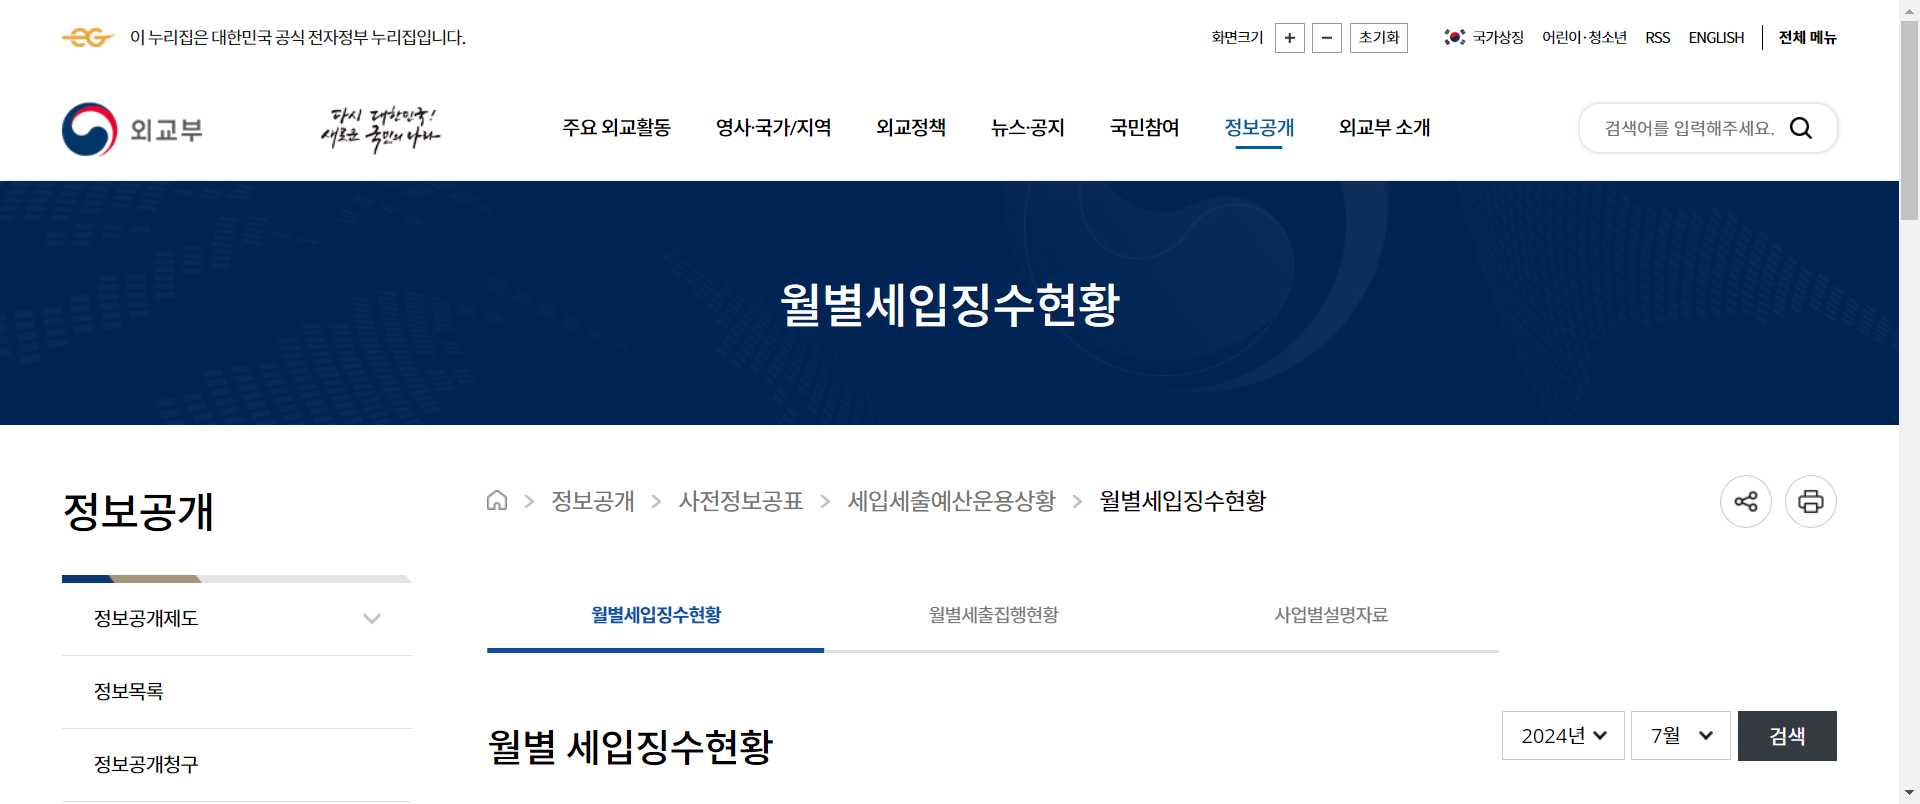 이 누리집은 대한민국 공식 전자정부 누리집입니다.
화면크기 + - 초기화 국가상징 어린이·청소년 RSS ENGLISH 전체 메뉴
외교부
다시 대한민국! 새로운 국민의 나라
주요 외교활동 영사·국가/지역 외교정책 뉴스·공지 국민참여 정보공개 외교부 소개
검색어를 입력해주세요.
월별세입징수현황
정보공개
정보공개 > 사전정보공표 > 세입세출예산운용상황 > 월별세입징수현황
정보공개제도
정보목록
정보공개청구
월별세입징수현황 월별세출집행현황 사업별설명자료
월별 세입징수현황
2024년 7월 검색